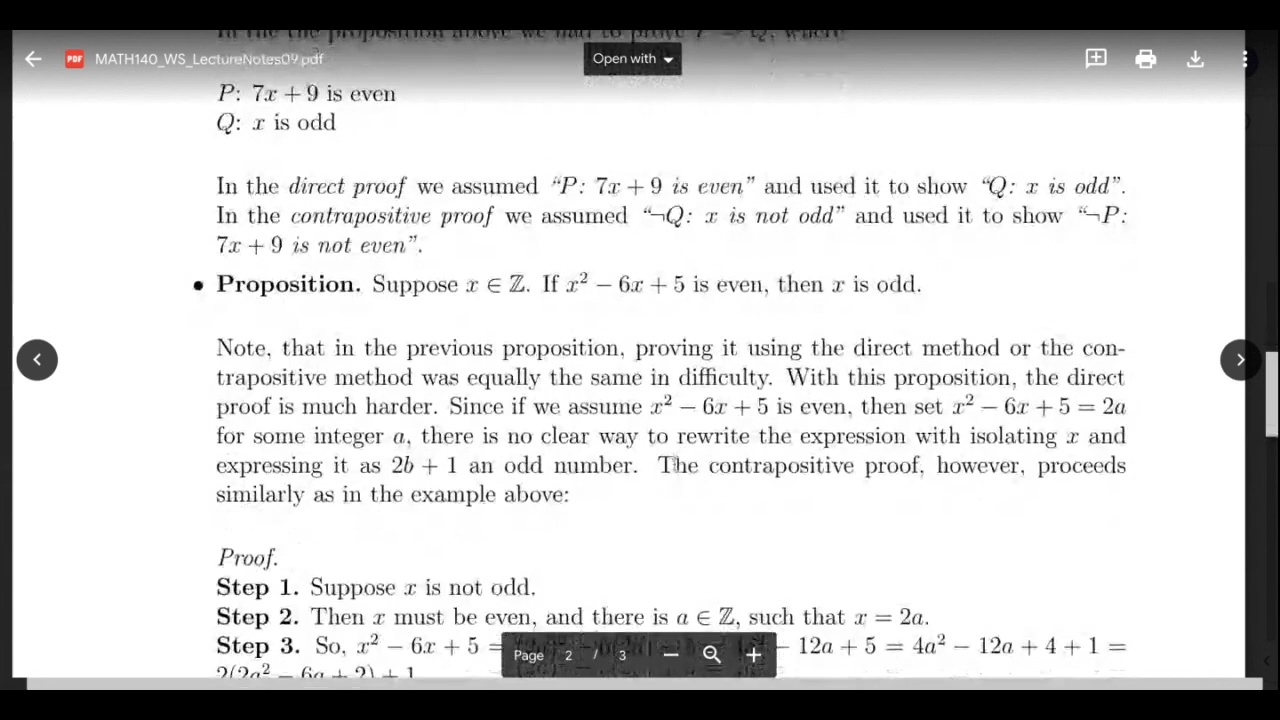 MATH140_WS_LectureNotes09.pdf
Open with
P: 7x + 9 is even
Q: x is odd
In the direct proof we assumed “P: 7x + 9 is even” and used it to show “Q: x is odd”.
In the contrapositive proof we assumed “¬Q: x is not odd” and used it to show “¬P:
7x + 9 is not even”.
• Proposition. Suppose x ∈ ℤ. If x² − 6x + 5 is even, then x is odd.
Note, that in the previous proposition, proving it using the direct method or the con-
trapositive method was equally the same in difficulty. With this proposition, the direct
proof is much harder. Since if we assume x² − 6x + 5 is even, then set x² − 6x + 5 = 2a
for some integer a, there is no clear way to rewrite the expression with isolating x and
expressing it as 2b + 1 an odd number. The contrapositive proof, however, proceeds
similarly as in the example above:
Proof.
Step 1. Suppose x is not odd.
Step 2. Then x must be even, and there is a ∈ ℤ, such that x = 2a.
Step 3. So, x² − 6x + 5 = − 12a + 5 = 4a² − 12a + 4 + 1 =
2(2a² − 6a + 2) + 1
Page 2 / 3